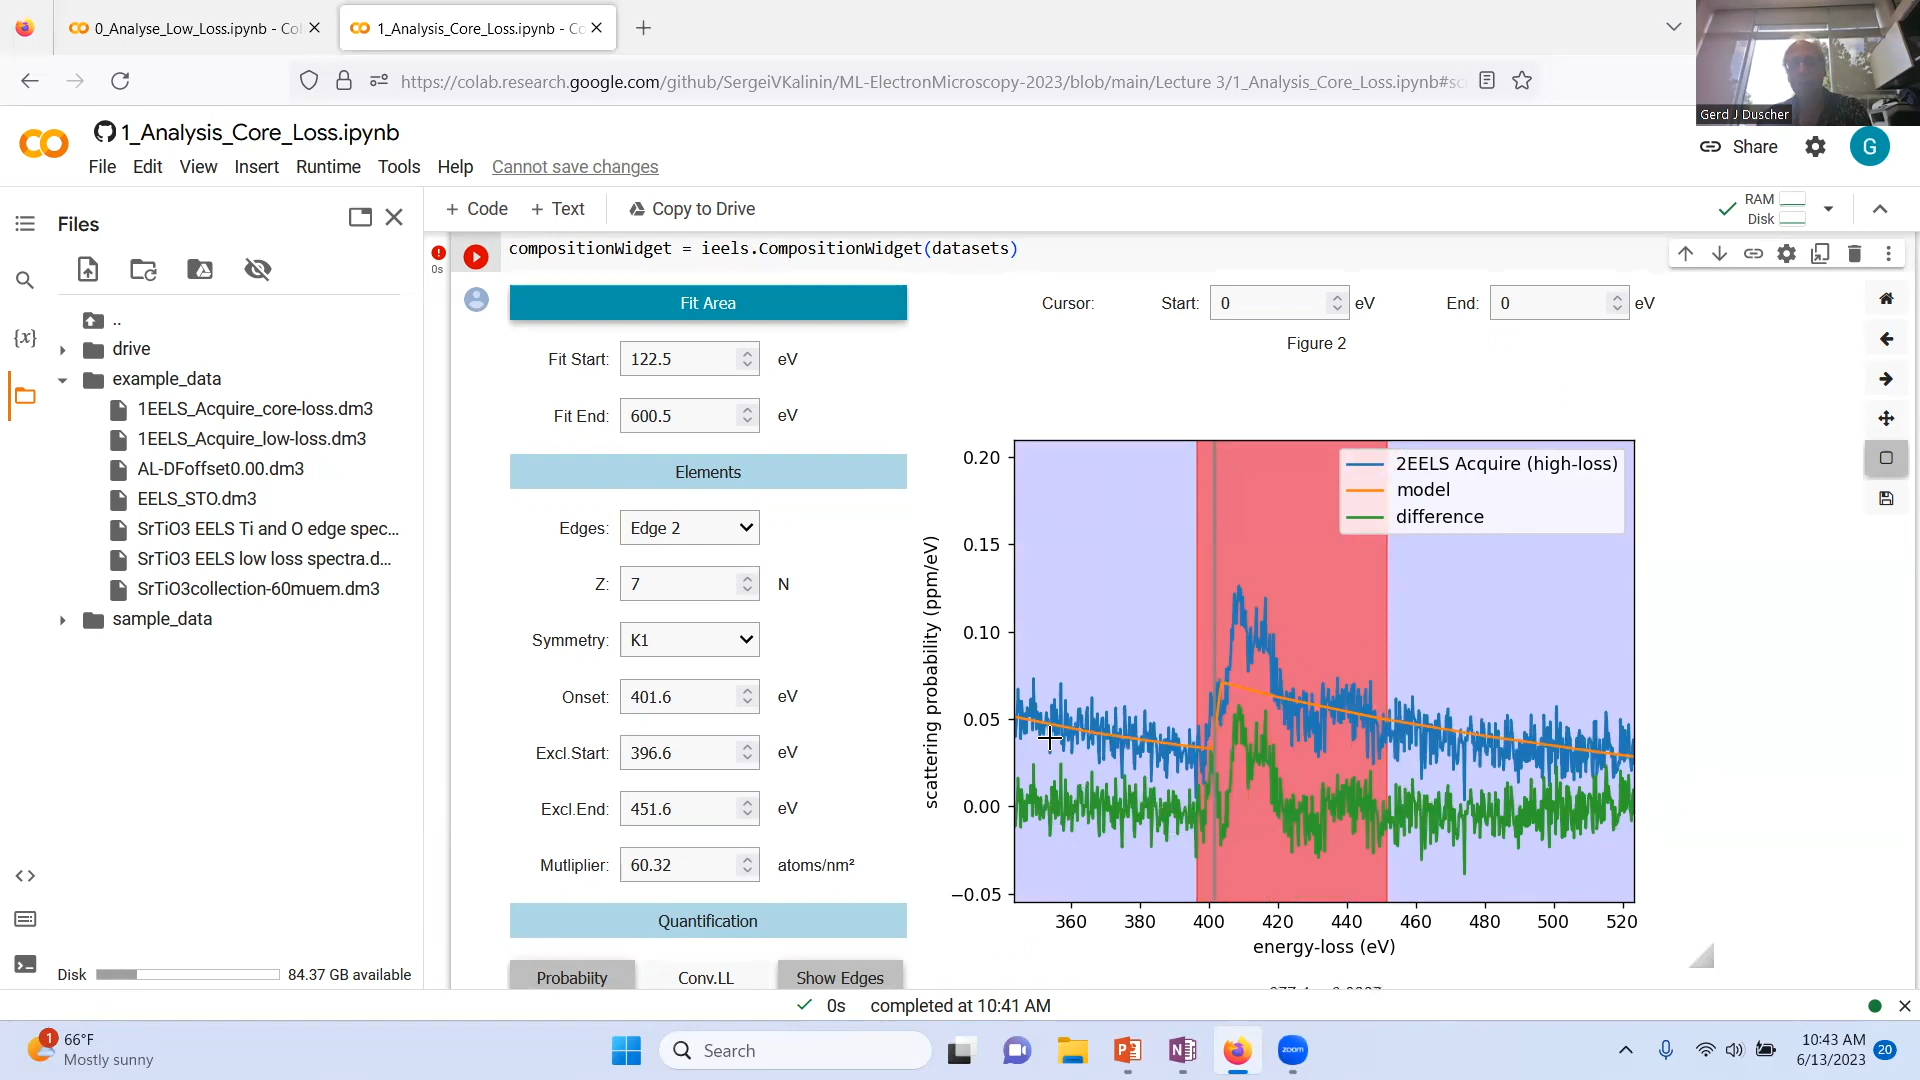 0_Analyse_Low_Loss.ipynb - Col
1_Analysis_Core_Loss.ipynb - Co
https://colab.research.google.com/github/SergeiVKalinin/ML-ElectronMicroscopy-2023/blob/main/Lecture 3/1_Analysis_Core_Loss.ipynb#sc
Gerd J Duscher
1_Analysis_Core_Loss.ipynb
File Edit View Insert Runtime Tools Help Cannot save changes
Share
G
Files
+ Code + Text Copy to Drive
RAM
Disk
compositionWidget = ieels.CompositionWidget(datasets)
0s
{x}
..
drive
example_data
1EELS_Acquire_core-loss.dm3
1EELS_Acquire_low-loss.dm3
AL-DFoffset0.00.dm3
EELS_STO.dm3
SrTiO3 EELS Ti and O edge spec...
SrTiO3 EELS low loss spectra.d...
SrTiO3collection-60muem.dm3
sample_data
Disk 84.37 GB available
Fit Area
Fit Start: 122.5 eV
Fit End: 600.5 eV
Elements
Edges: Edge 2
Z: 7 N
Symmetry: K1
Onset: 401.6 eV
Excl.Start: 396.6 eV
Excl.End: 451.6 eV
Mutliplier: 60.32 atoms/nm²
Quantification
Probabiity Conv.LL Show Edges
Cursor: Start: 0 eV End: 0 eV
Figure 2
2EELS Acquire (high-loss)
model
difference
scattering probability (ppm/eV)
0.20
0.15
0.10
0.05
0.00
−0.05
360 380 400 420 440 460 480 500 520
energy-loss (eV)
0s completed at 10:41 AM
1
66°F
Mostly sunny
Search
zoom
10:43 AM
6/13/2023
20